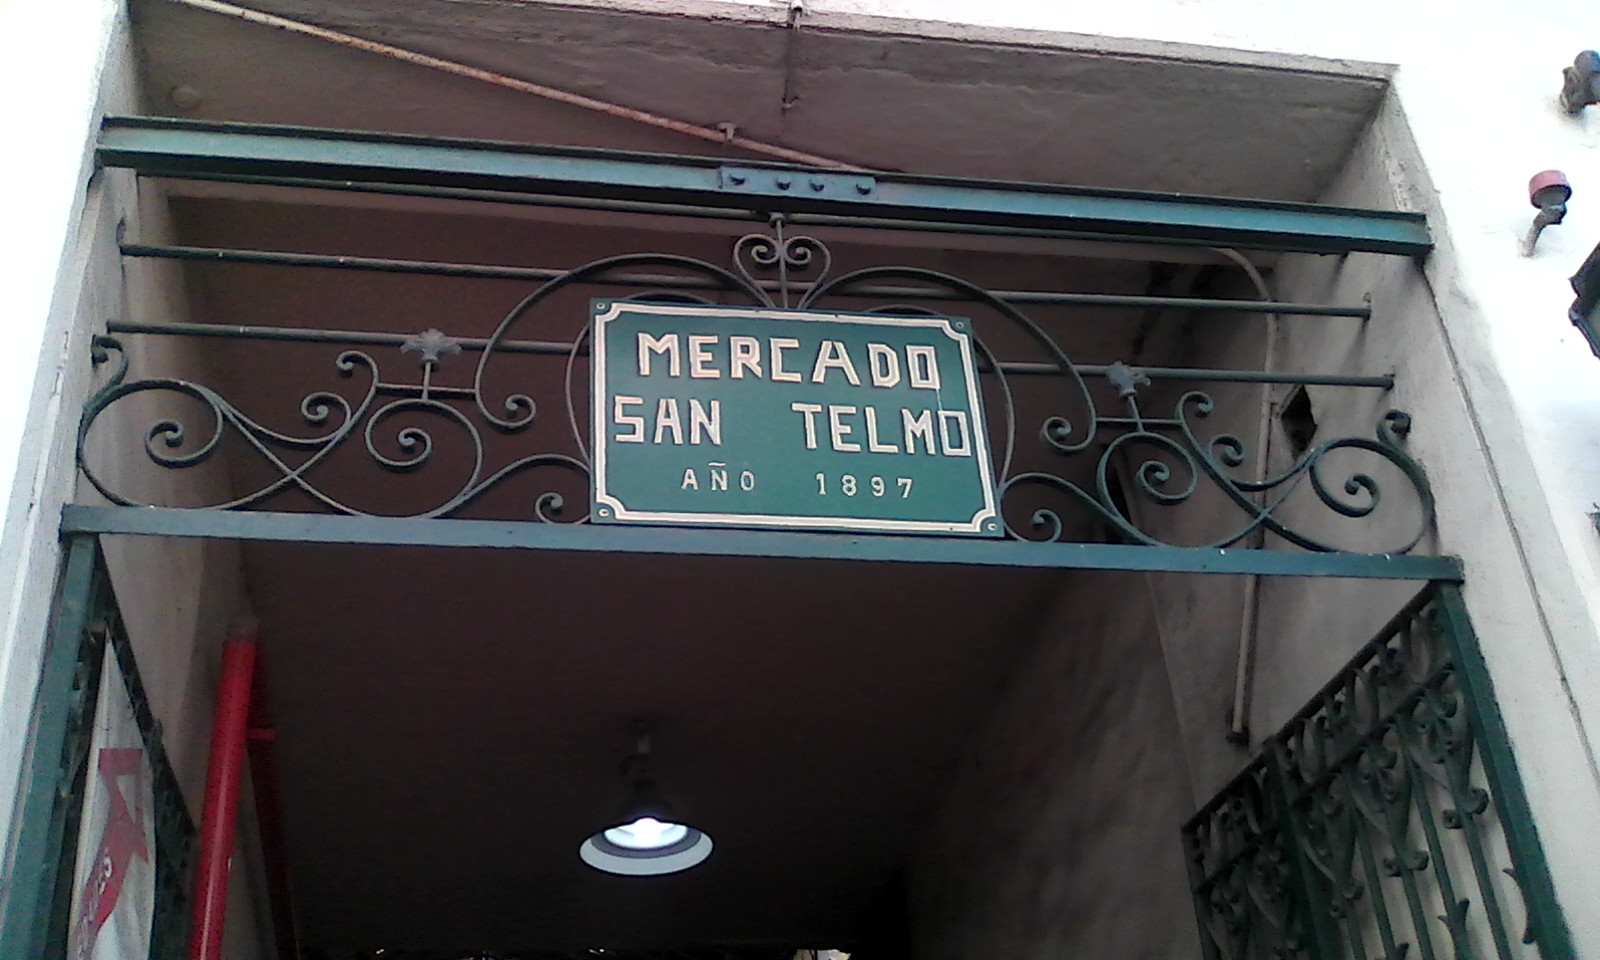 MERCADO
SAN TELMO
AÑO 1897